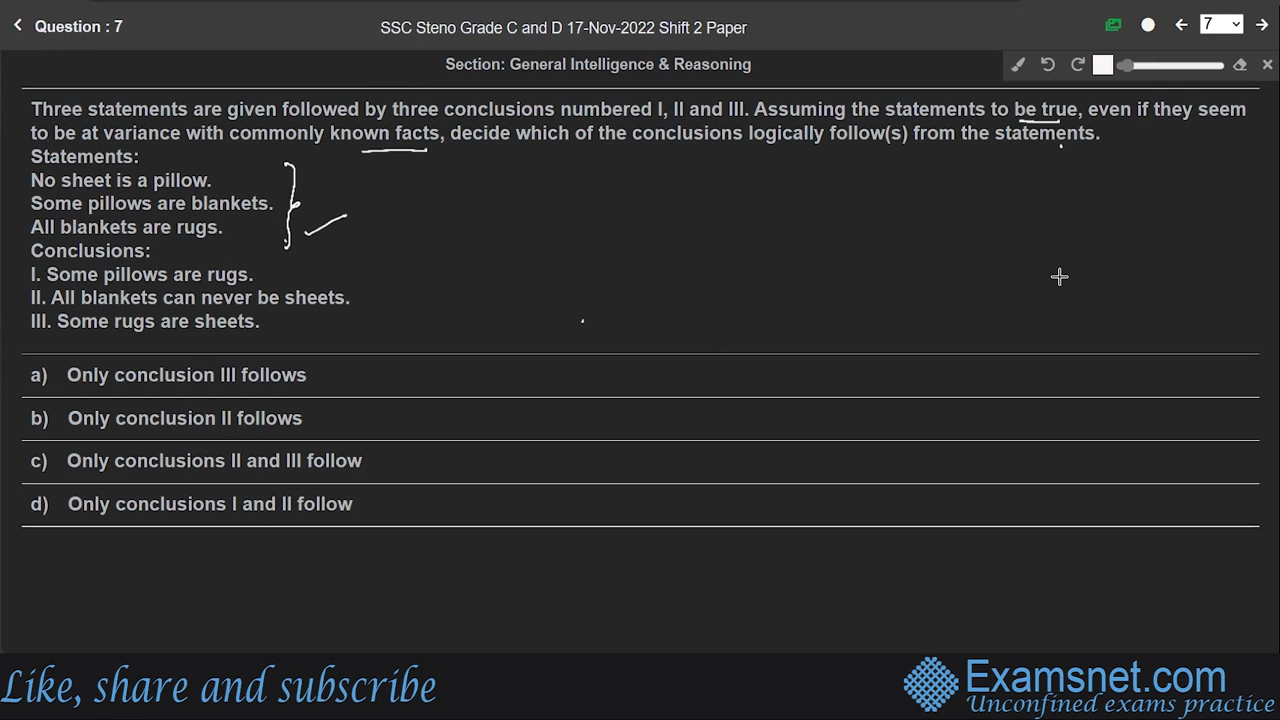 Question : 7
SSC Steno Grade C and D 17-Nov-2022 Shift 2 Paper
7
Section: General Intelligence & Reasoning
Three statements are given followed by three conclusions numbered I, II and III. Assuming the statements to be true, even if they seem
to be at variance with commonly known facts, decide which of the conclusions logically follow(s) from the statements.
Statements:
No sheet is a pillow.
Some pillows are blankets.
All blankets are rugs.
Conclusions:
I. Some pillows are rugs.
II. All blankets can never be sheets.
III. Some rugs are sheets.
a) Only conclusion III follows
b) Only conclusion II follows
c) Only conclusions II and III follow
d) Only conclusions I and II follow
Like, share and subscribe
Examsnet.com
Unconfined exams practice